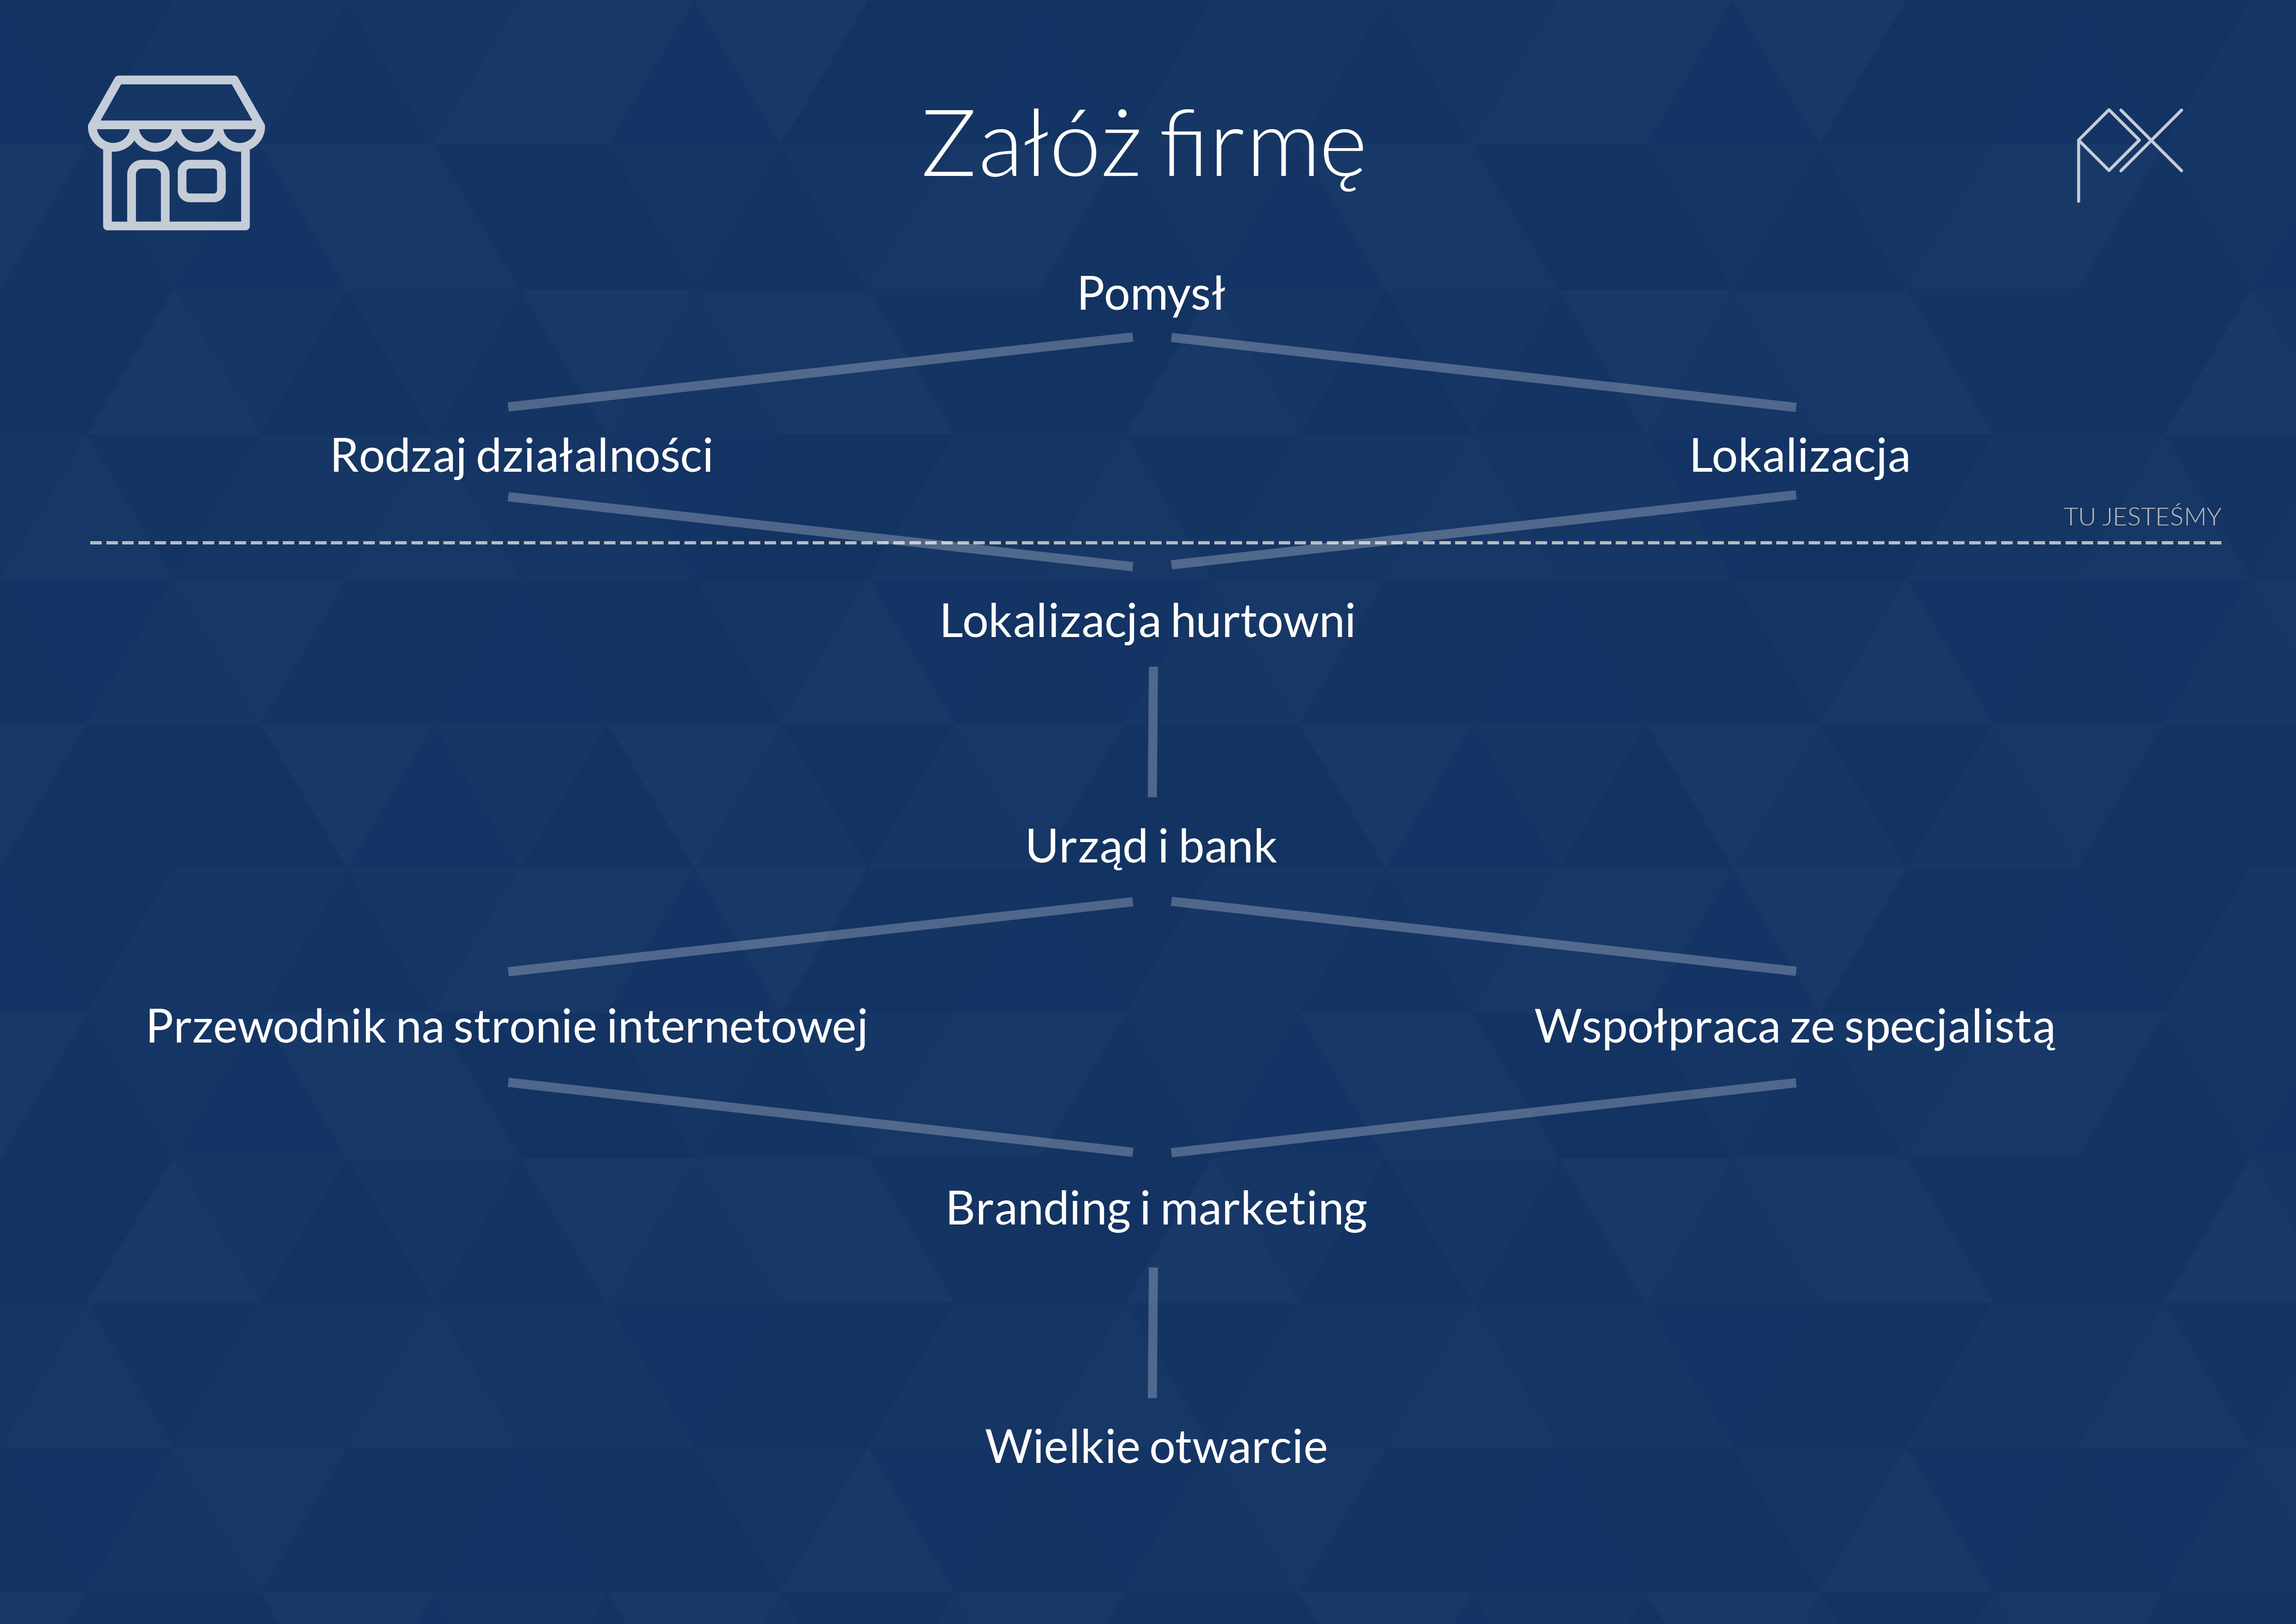 Załóż firmę
Pomysł
Rodzaj działalności
Lokalizacja
TU JESTEŚMY
Lokalizacja hurtowni
Urząd i bank
Przewodnik na stronie internetowej
Wspołpraca ze specjalistą
Branding i marketing
Wielkie otwarcie